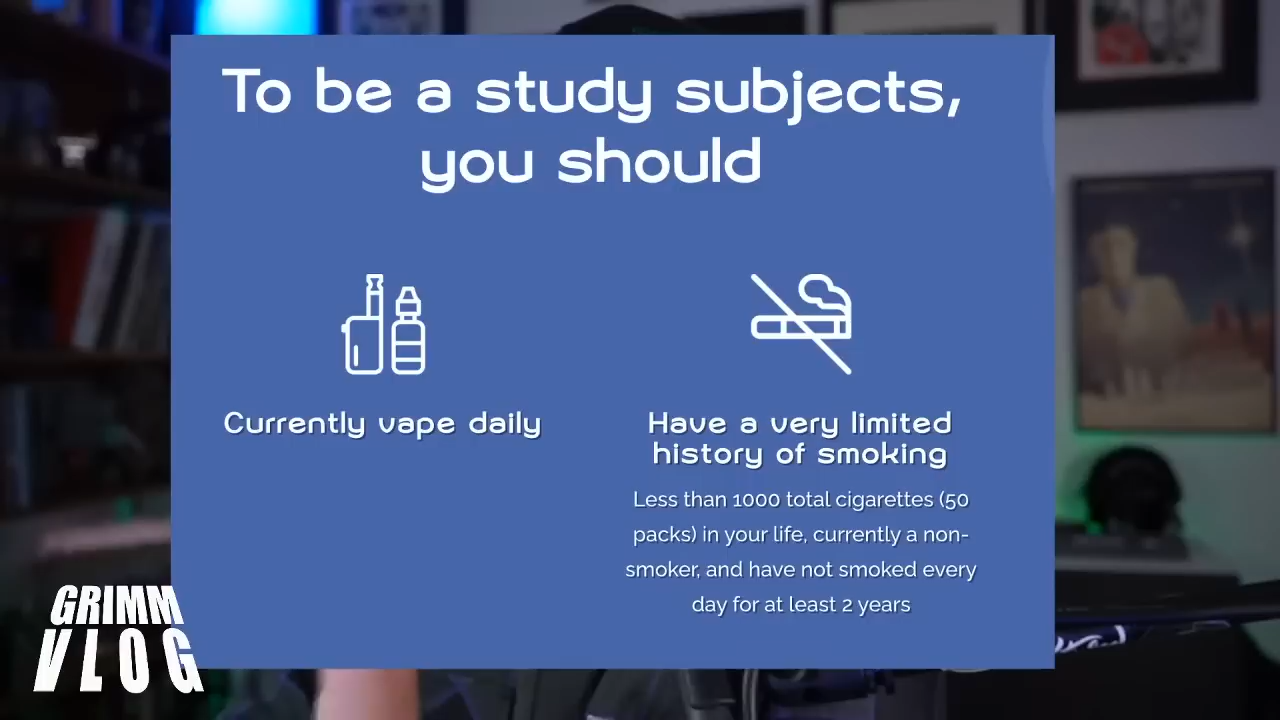 To be a study subjects,
you should
Currently vape daily
Have a very limited
history of smoking
Less than 1000 total cigarettes (50
packs) in your life, currently a non-
smoker, and have not smoked every
day for at least 2 years
GRIMM
VLOG